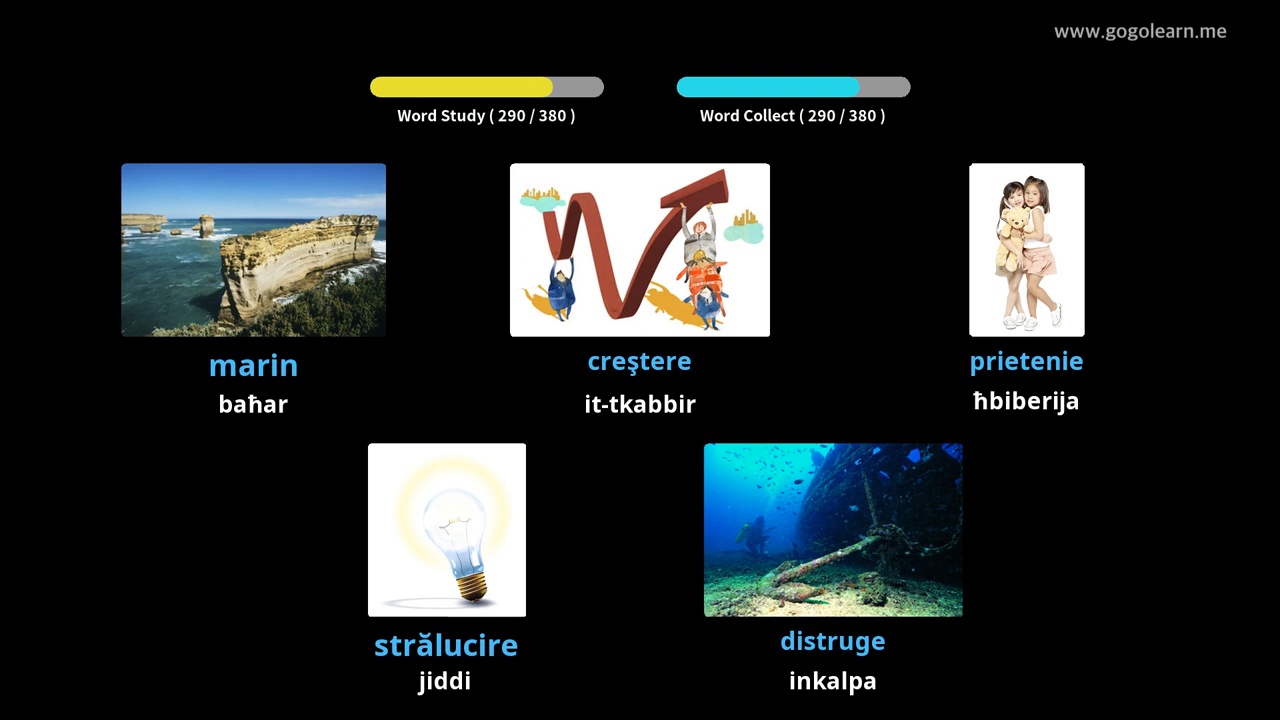 www.gogolearn.me
Word Study ( 290 / 380 )
Word Collect ( 290 / 380 )
marin
baħar
creştere
it-tkabbir
prietenie
ħbiberija
strălucire
jiddi
distruge
inkalpa